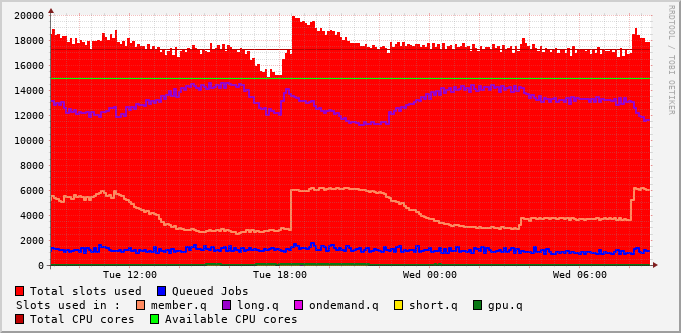 20000
18000
16000
14000
12000
10000
8000
6000
4000
2000
0
Tue 12:00 Tue 18:00 Wed 00:00 Wed 06:00
RRDTOOL / TOBI OETIKER
Total slots used Queued Jobs
Slots used in : member.q long.q ondemand.q short.q gpu.q
Total CPU cores Available CPU cores